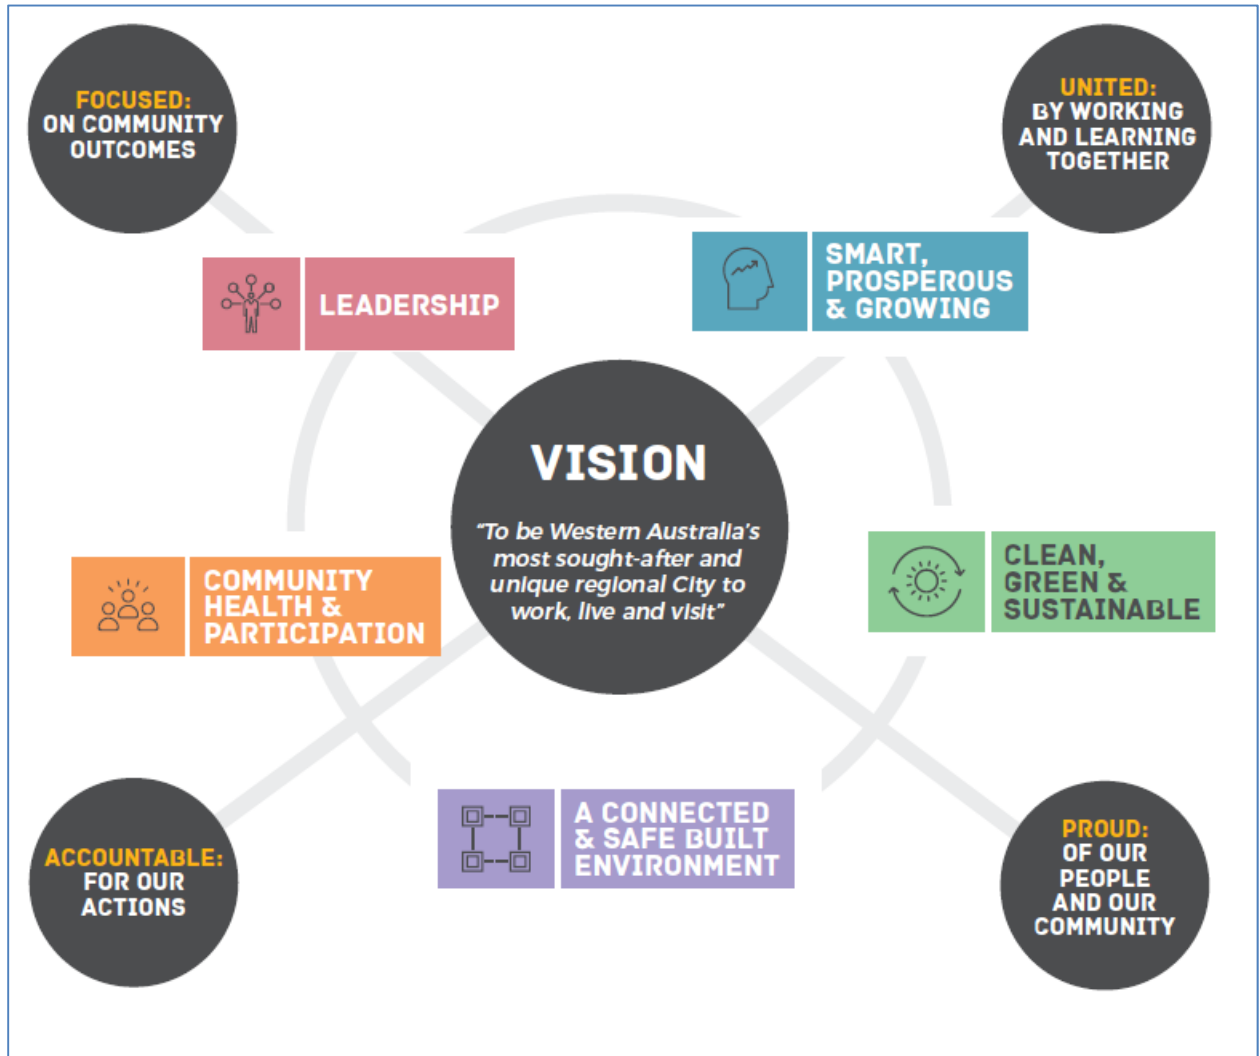 FOCUSED:
ON COMMUNITY
OUTCOMES
UNITED:
BY WORKING
AND LEARNING
TOGETHER
LEADERSHIP
SMART,
PROSPEROUS
& GROWING
VISION
"To be Western Australia's
most sought-after and
unique regional City to
work, live and visit"
COMMUNITY
HEALTH &
PARTICIPATION
CLEAN,
GREEN &
SUSTAINABLE
A CONNECTED
& SAFE BUILT
ENVIRONMENT
ACCOUNTABLE:
FOR OUR
ACTIONS
PROUD:
OF OUR
PEOPLE
AND OUR
COMMUNITY